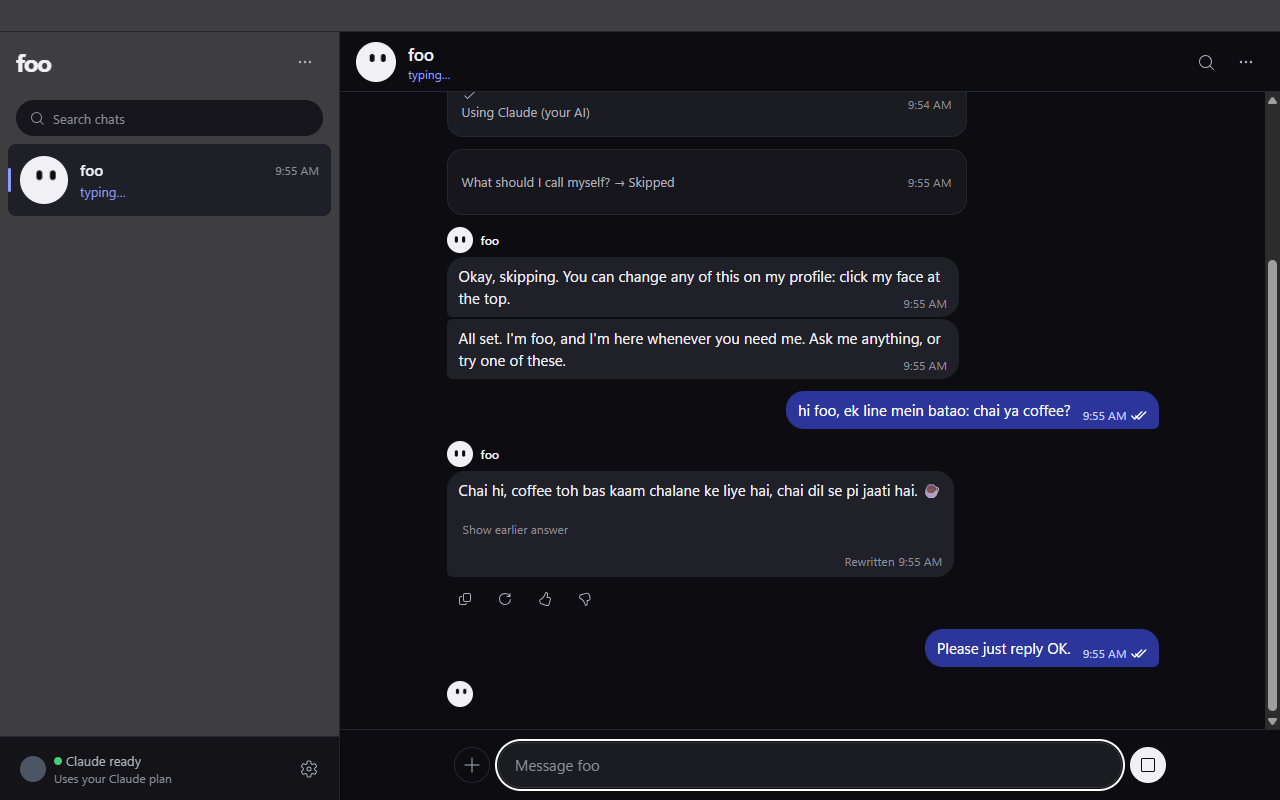 foo
Search chats
foo
9:55 AM
typing...
Claude ready
Uses your Claude plan
foo
typing...
Using Claude (your AI)
9:54 AM
What should I call myself? → Skipped
9:55 AM
foo
Okay, skipping. You can change any of this on my profile: click my face at
the top.
9:55 AM
All set. I'm foo, and I'm here whenever you need me. Ask me anything, or
try one of these.
9:55 AM
hi foo, ek line mein batao: chai ya coffee?
9:55 AM
foo
Chai hi, coffee toh bas kaam chalane ke liye hai, chai dil se pi jaati hai. ☕
Show earlier answer
Rewritten 9:55 AM
Please just reply OK.
9:55 AM
Message foo